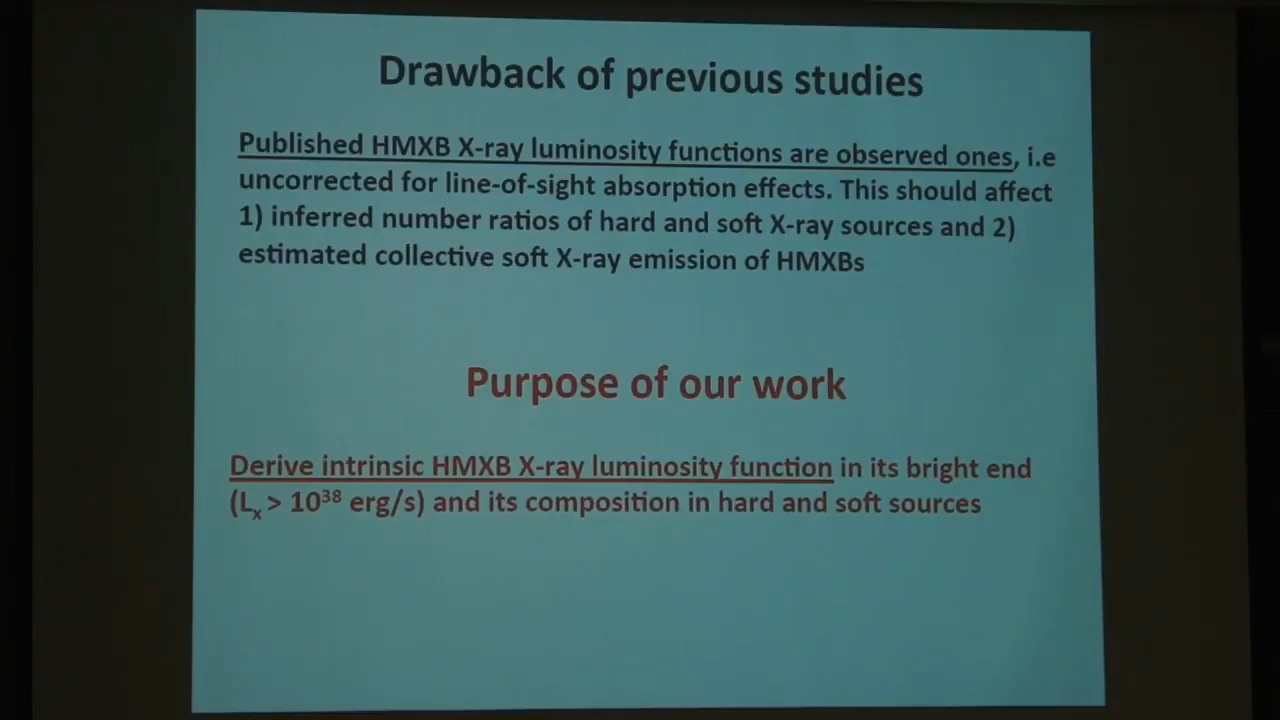 Drawback of previous studies
Published HMXB X-ray luminosity functions are observed ones, i.e
uncorrected for line-of-sight absorption effects. This should affect
1) inferred number ratios of hard and soft X-ray sources and 2)
estimated collective soft X-ray emission of HMXBs
Purpose of our work
Derive intrinsic HMXB X-ray luminosity function in its bright end
(Lₓ > 10³⁸ erg/s) and its composition in hard and soft sources